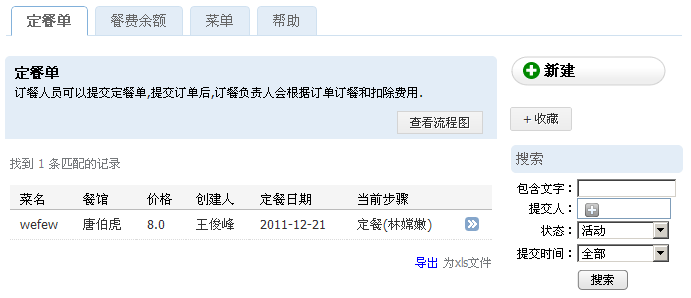 定餐单 餐费余额 菜单 帮助
定餐单
订餐人员可以提交定餐单,提交订单后,订餐负责人会根据订单订餐和扣除费用.
查看流程图
找到 1 条匹配的记录
菜名 餐馆 价格 创建人 定餐日期 当前步骤
wefew 唐伯虎 8.0 王俊峰 2011-12-21 定餐(林嫦嫩)
导出 为xls文件
新建
+ 收藏
搜索
包含文字：
提交人：
状态： 活动
提交时间： 全部
搜索